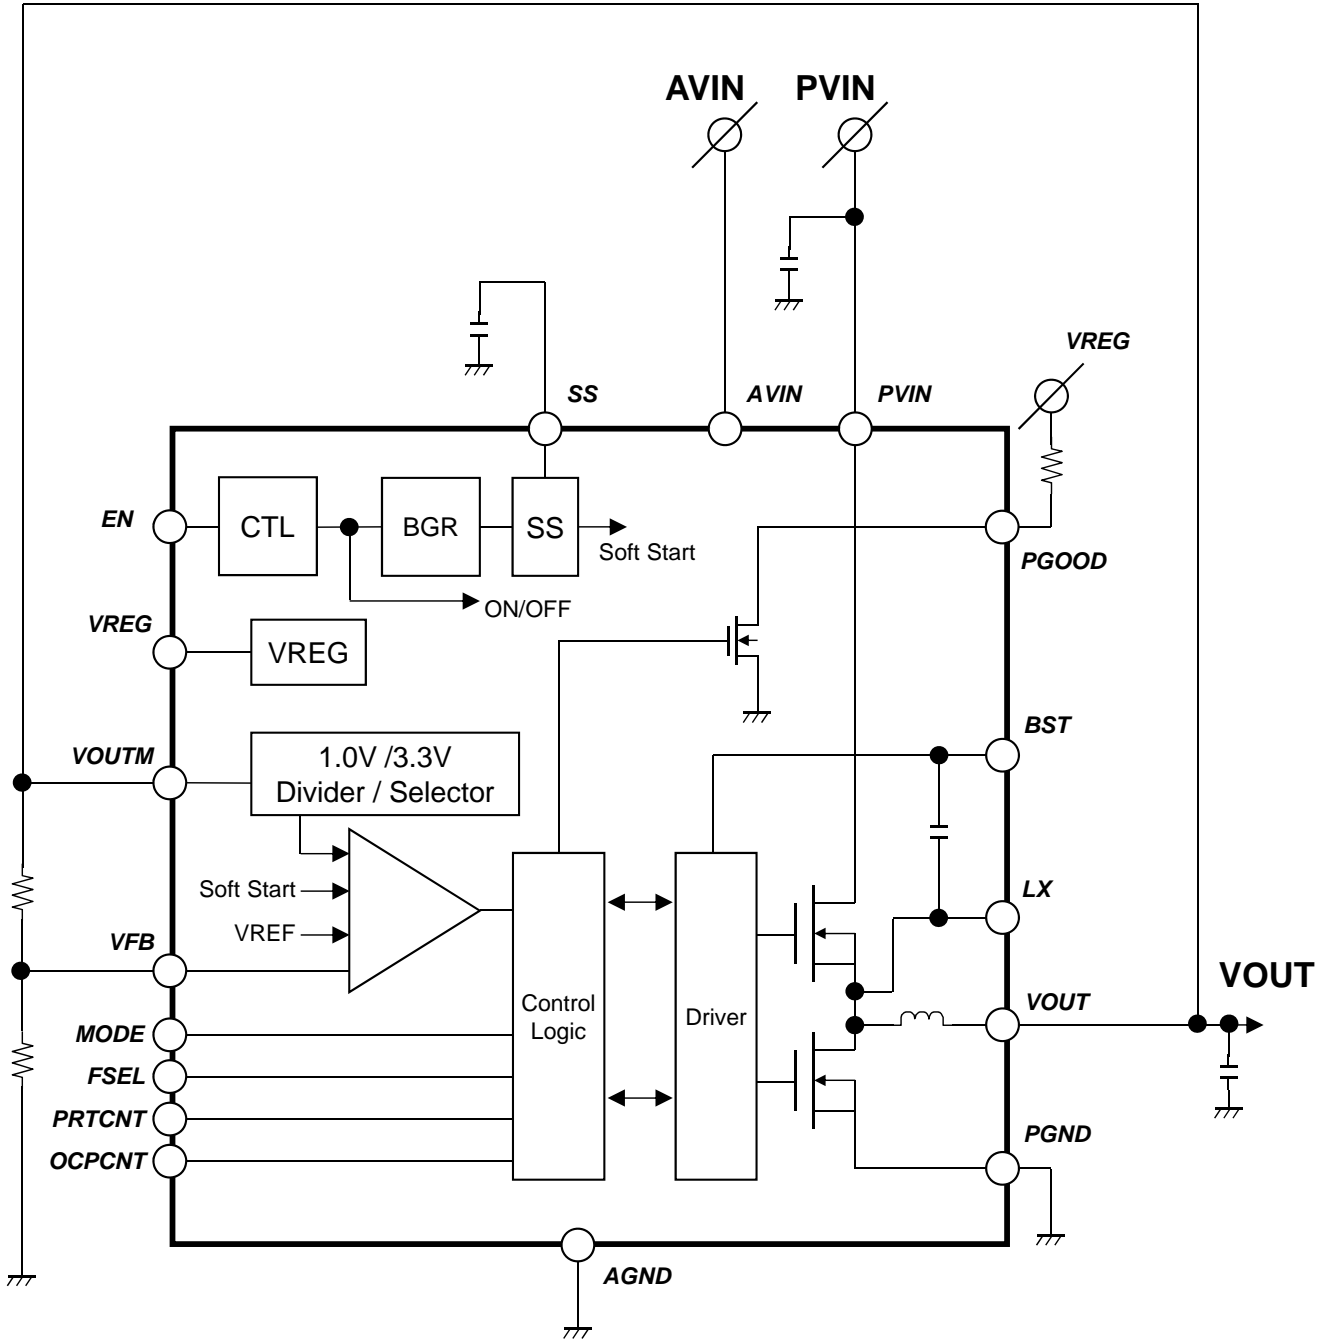 AVIN PVIN
VREG
SS AVIN PVIN
EN CTL BGR SS
Soft Start
PGOOD
ON/OFF
VREG
VREG
BST
VOUTM
1.0V /3.3V
Divider / Selector
Soft Start
LX
VREF
VFB
VOUT
VOUT
Control
Logic
Driver
MODE
FSEL
PRTCNT
PGND
OCPCNT
AGND